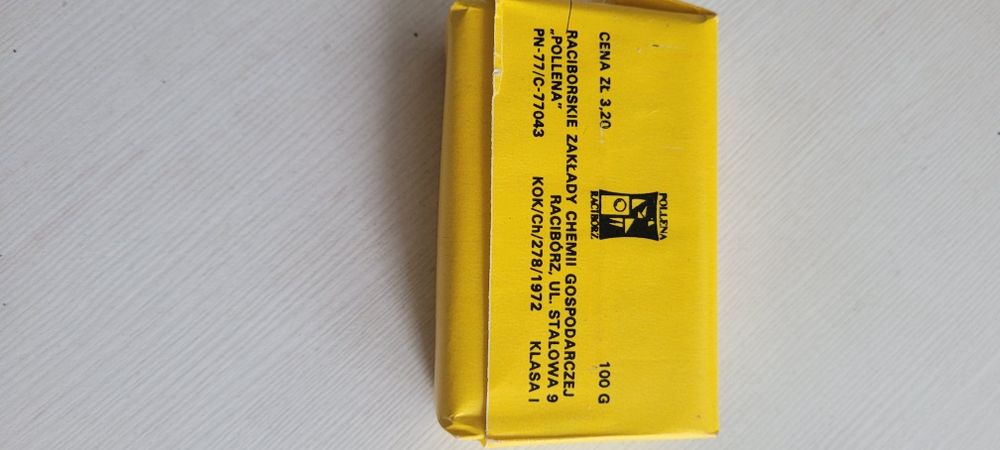 CENA ZŁ 3,20
POLLENA
RACIBÓRZ
100 G
RACIBORSKIE ZAKŁADY CHEMII GOSPODARCZEJ
„POLLENA” RACIBÓRZ, UL. STALOWA 9
PN-77/C-77043 KOK/Ch/278/1972 KLASA I